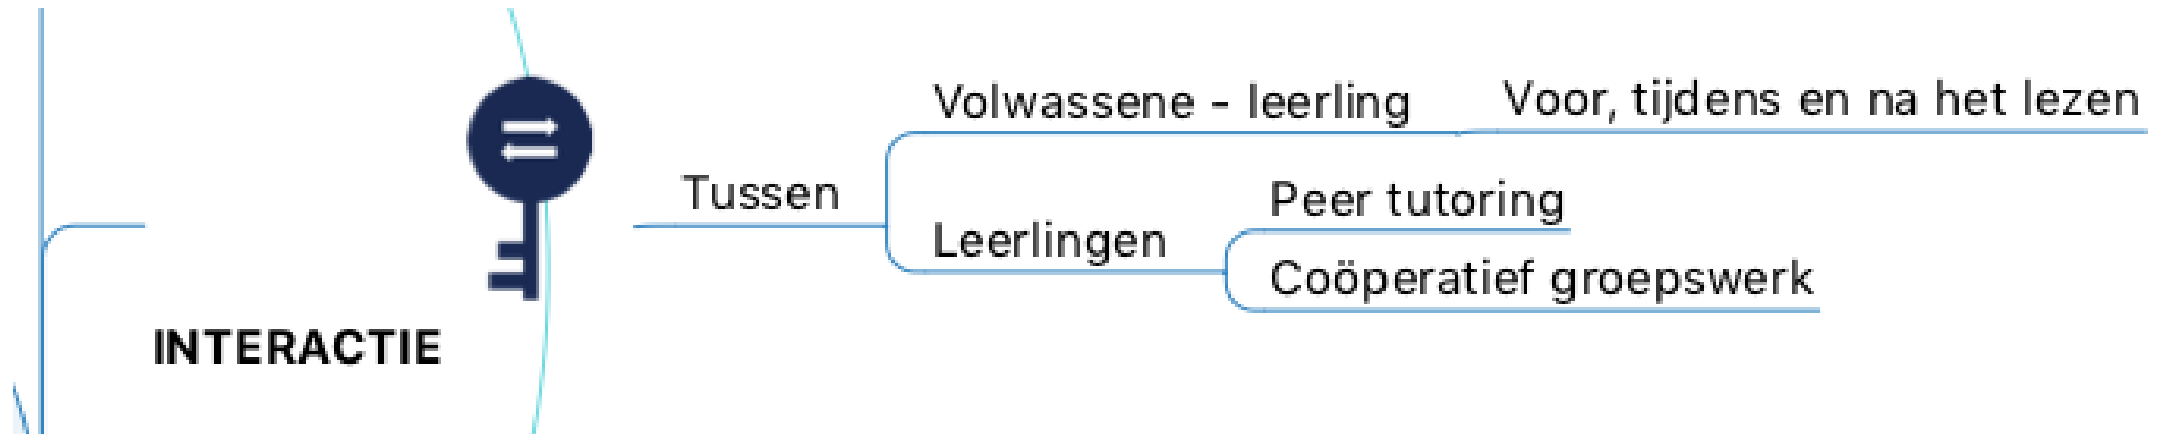 INTERACTIE
Tussen
Volwassene - leerling
Voor, tijdens en na het lezen
Leerlingen
Peer tutoring
Coöperatief groepswerk